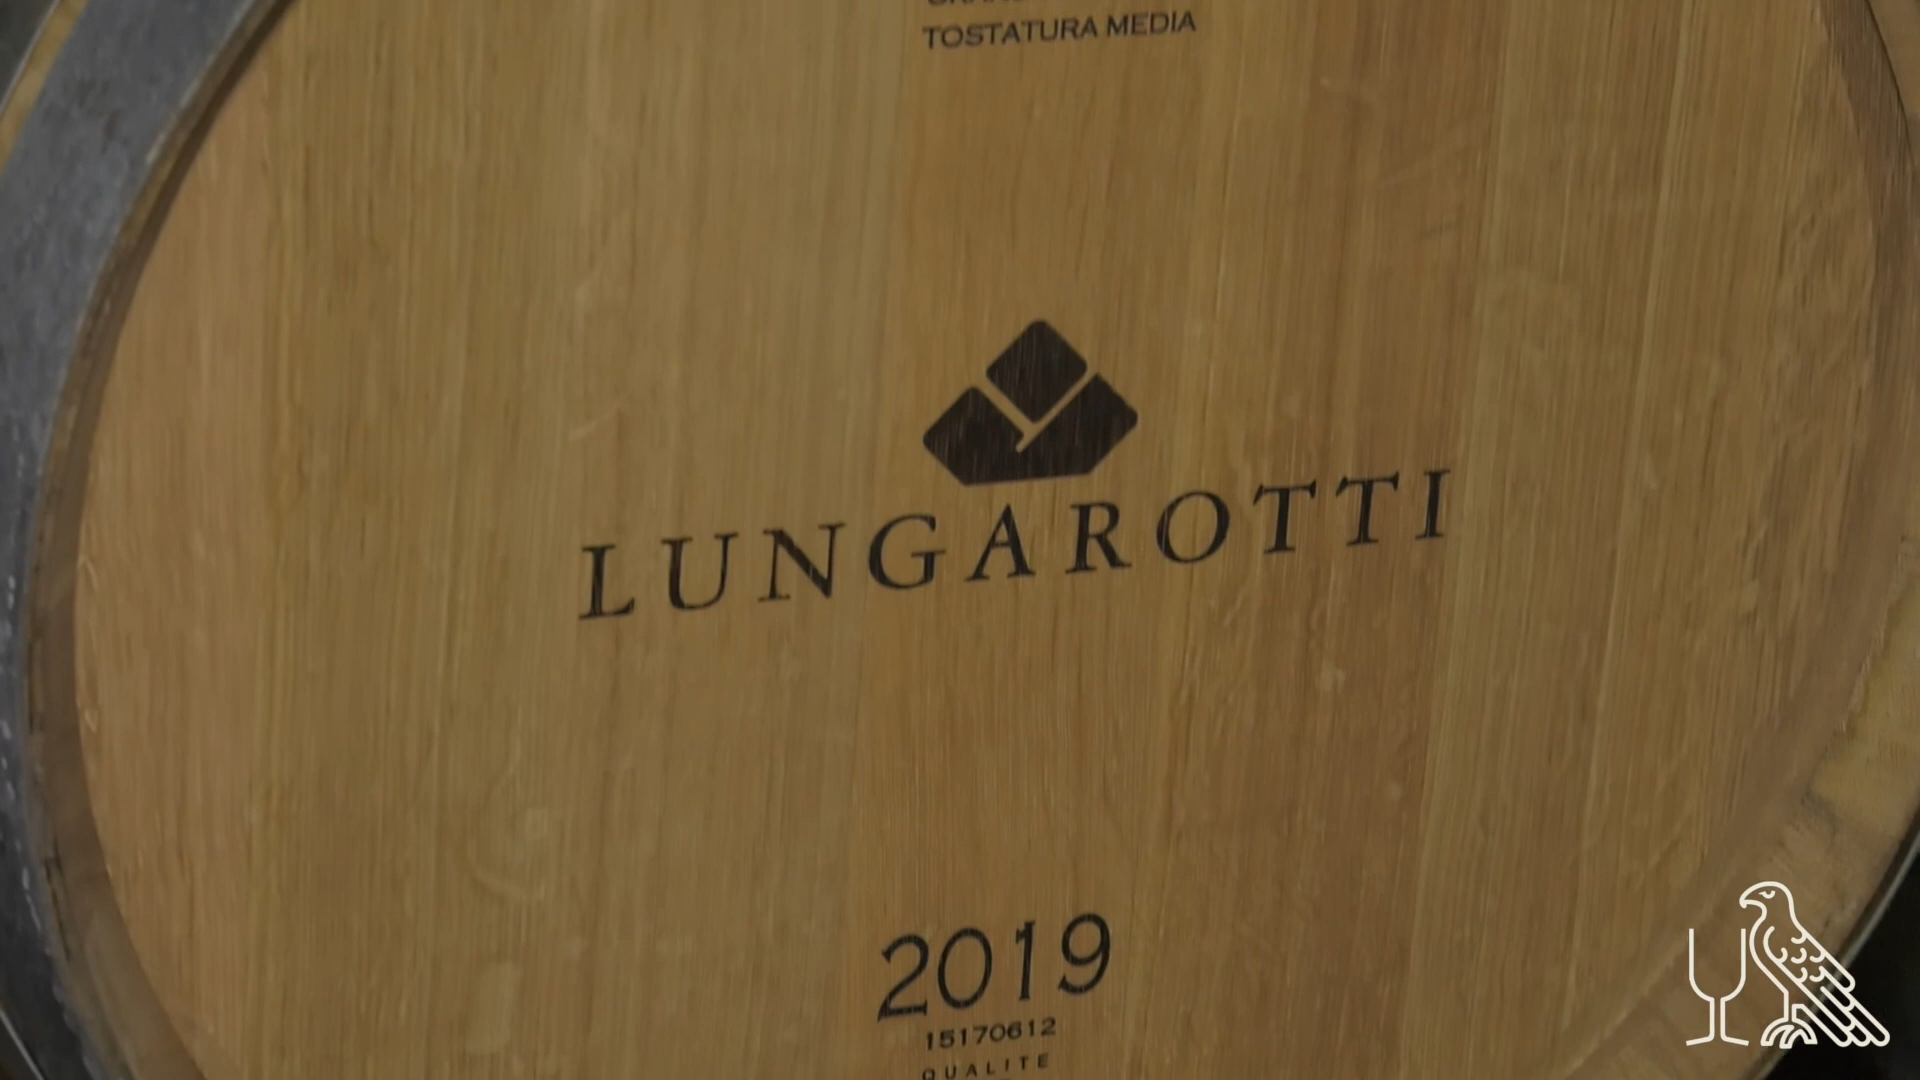 TOSTATURA MEDIA
LUNGAROTTI
2019
15170612
QUALITE